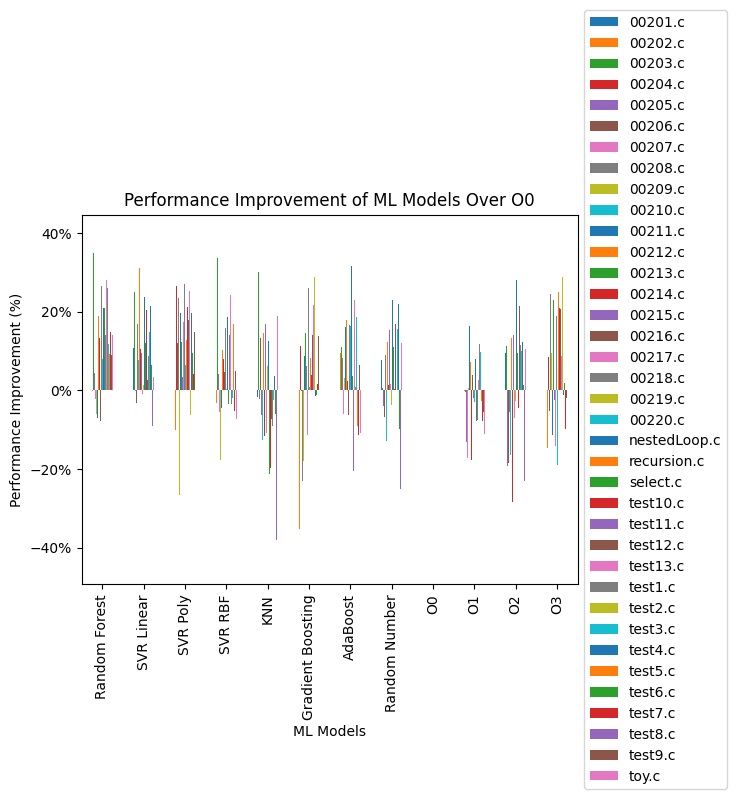 Performance Improvement of ML Models Over O0
Performance Improvement (%)
40%
20%
0%
−20%
−40%
Random Forest
SVR Linear
SVR Poly
SVR RBF
KNN
Gradient Boosting
AdaBoost
Random Number
O0
O1
O2
O3
ML Models
00201.c
00202.c
00203.c
00204.c
00205.c
00206.c
00207.c
00208.c
00209.c
00210.c
00211.c
00212.c
00213.c
00214.c
00215.c
00216.c
00217.c
00218.c
00219.c
00220.c
nestedLoop.c
recursion.c
select.c
test10.c
test11.c
test12.c
test13.c
test1.c
test2.c
test3.c
test4.c
test5.c
test6.c
test7.c
test8.c
test9.c
toy.c